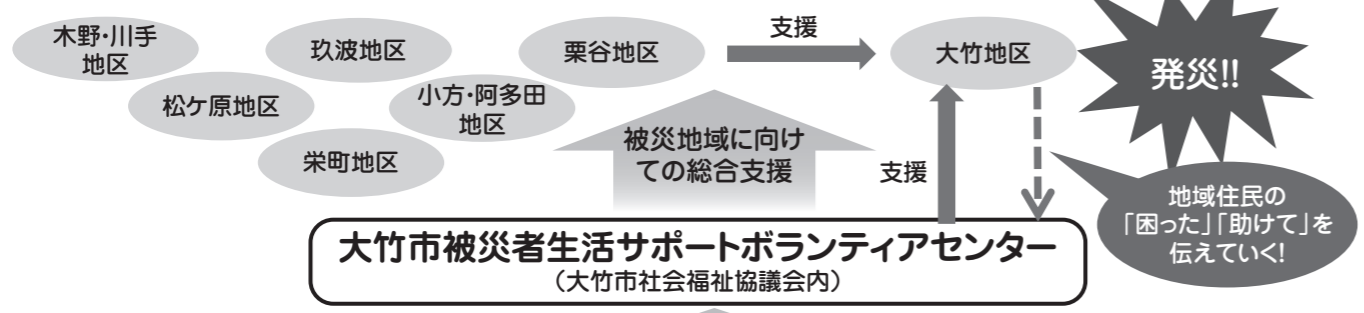 木野・川手
地区
玖波地区
栗谷地区
支援
大竹地区
発災!!
松ケ原地区
小方・阿多田
地区
栄町地区
被災地域に向け
ての総合支援
支援
地域住民の
「困った」「助けて」を
伝えていく!
大竹市被災者生活サポートボランティアセンター
(大竹市社会福祉協議会内)